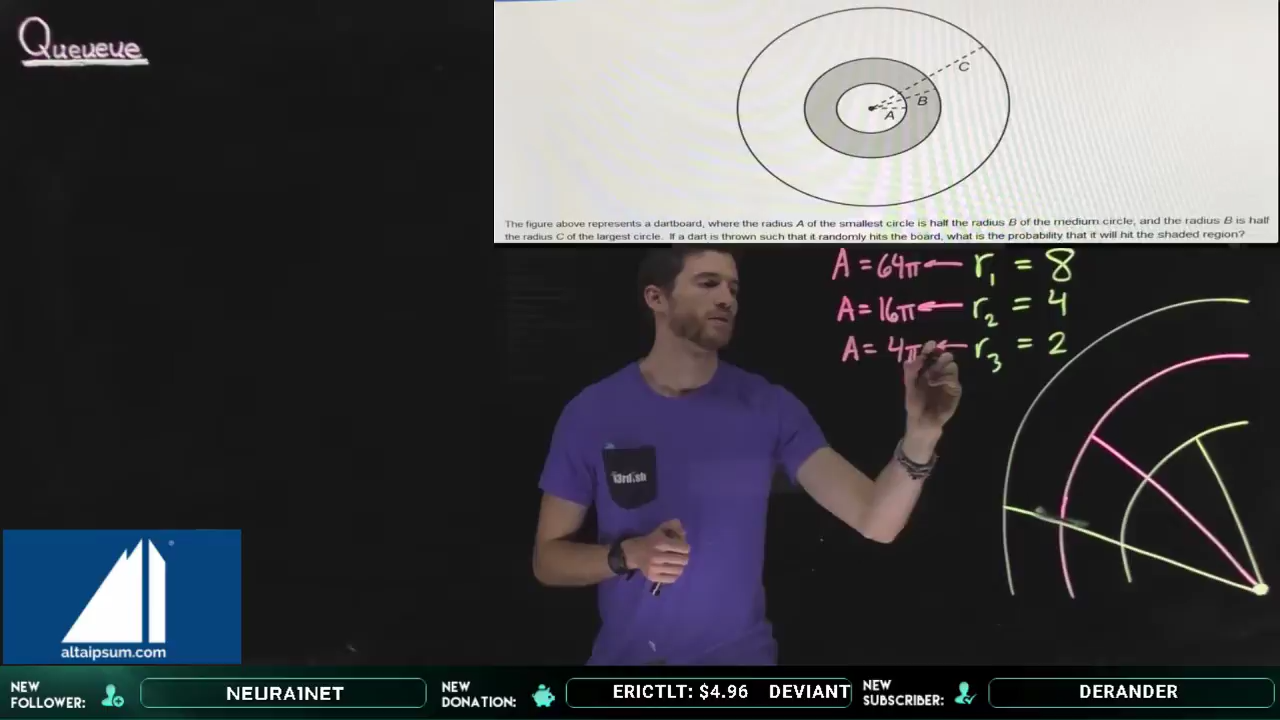 Queueue
C
B
A
The figure above represents a dartboard, where the radius A of the smallest circle is half the radius B of the medium circle, and the radius B is half
the radius C of the largest circle. If a dart is thrown such that it randomly hits the board, what is the probability that it will hit the shaded region?
A = 64π ← r₁ = 8
A = 16π ← r₂ = 4
A = 4π ← r₃ = 2
altaipsum.com
NEW FOLLOWER:
NEURA1NET
NEW DONATION:
ERICTLT: $4.96 DEVIANT
NEW SUBSCRIBER:
DERANDER